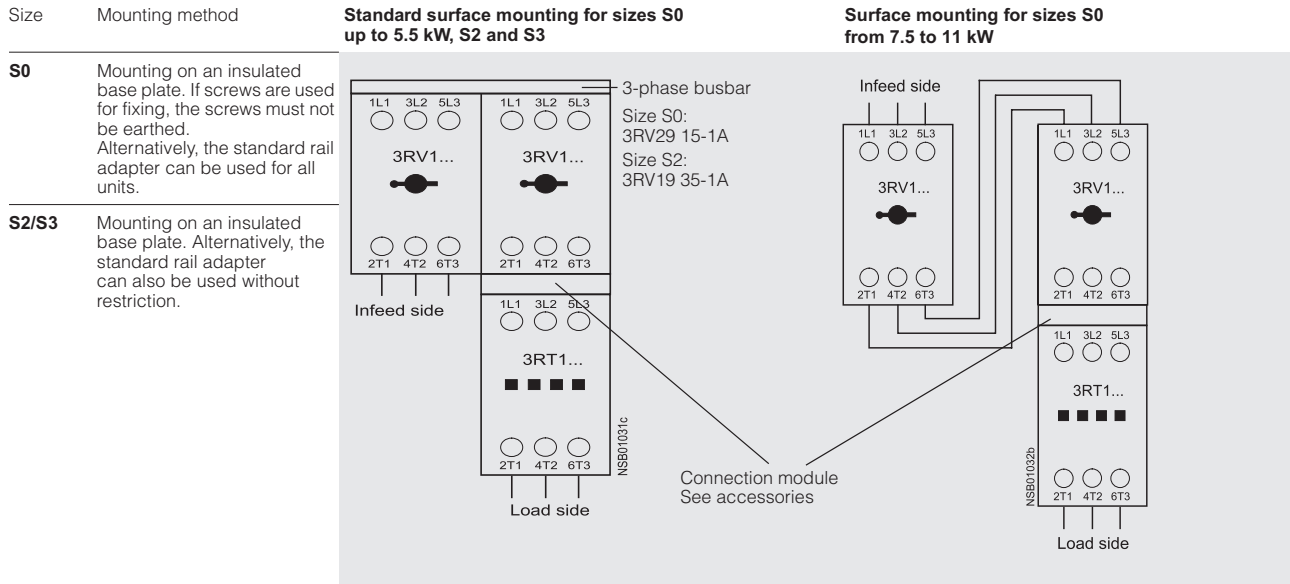 Size Mounting method
S0 Mounting on an insulated
base plate. If screws are used
for fixing, the screws must not
be earthed.
Alternatively, the standard rail
adapter can be used for all
units.
S2/S3 Mounting on an insulated
base plate. Alternatively, the
standard rail adapter
can also be used without
restriction.
Standard surface mounting for sizes S0
up to 5.5 kW, S2 and S3
3-phase busbar
Size S0:
3RV29 15-1A
Size S2:
3RV19 35-1A
1L1 3L2 5L3
3RV1...
2T1 4T2 6T3
Infeed side
1L1 3L2 5L3
3RV1...
2T1 4T2 6T3
1L1 3L2 5L3
3RT1...
2T1 4T2 6T3
Load side
NSB01031c
Connection module
See accessories
Surface mounting for sizes S0
from 7.5 to 11 kW
Infeed side
1L1 3L2 5L3
3RV1...
2T1 4T2 6T3
1L1 3L2 5L3
3RV1...
2T1 4T2 6T3
1L1 3L2 5L3
3RT1...
2T1 4T2 6T3
Load side
NSB01032b